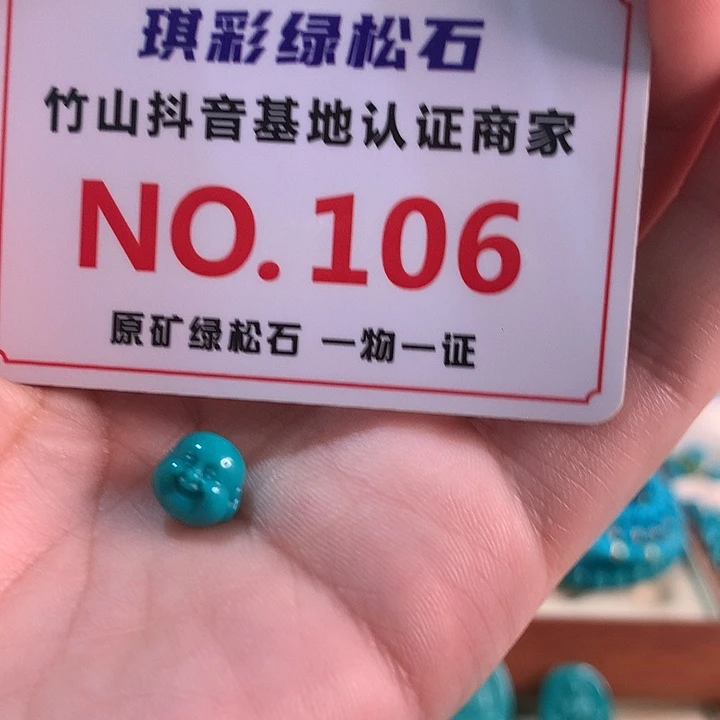 琪彩绿松石
竹山抖音基地认证商家
NO.106
原矿绿松石 一物一证